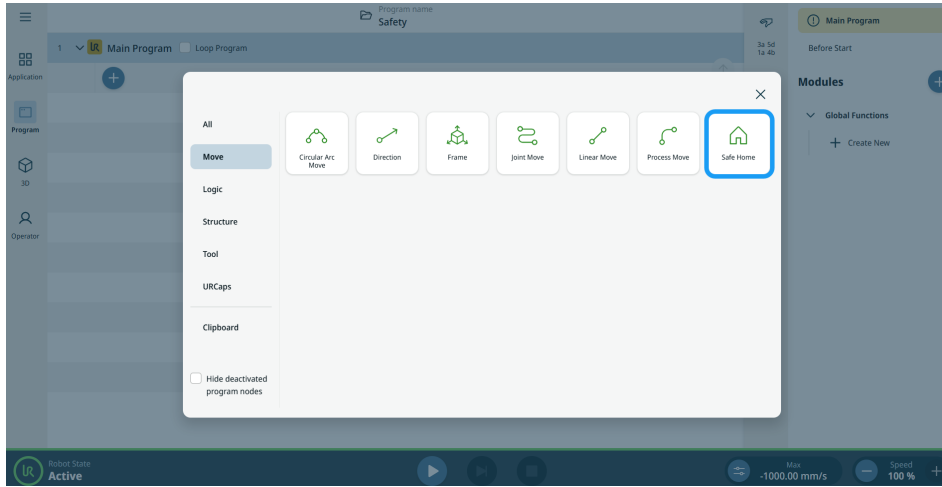 Program name
Safety
1 UR Main Program Loop Program
3a 5d
1a 4b
Main Program
Before Start
Application
Program
3D
Operator
Modules
Global Functions
Create New
All
Move
Logic
Structure
Tool
URCaps
Clipboard
Hide deactivated
program nodes
Circular Arc
Move
Direction
Frame
Joint Move
Linear Move
Process Move
Safe Home
UR
Robot State
Active
Max
-1000.00 mm/s
Speed
100 %